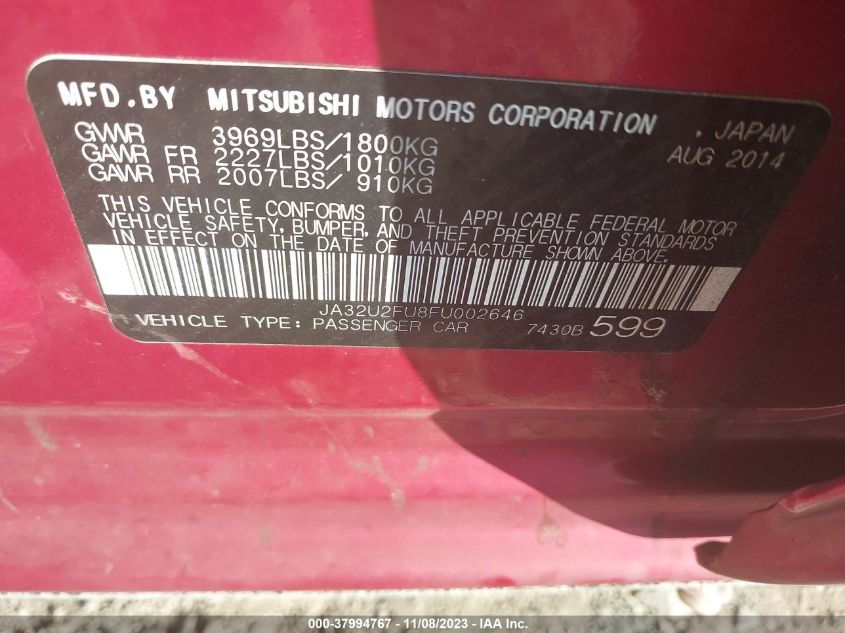 MFD.BY MITSUBISHI MOTORS CORPORATION . JAPAN
GVWR 3969LBS/1800KG AUG 2014
GAWR FR 2227LBS/1010KG
GAWR RR 2007LBS/ 910KG
THIS VEHICLE CONFORMS TO ALL APPLICABLE FEDERAL MOTOR
VEHICLE SAFETY, BUMPER, AND THEFT PREVENTION STANDARDS
IN EFFECT ON THE DATE OF MANUFACTURE SHOWN ABOVE.
JA32U2FU8FU002646
VEHICLE TYPE: PASSENGER CAR 7430B 599
000-37994767 - 11/08/2023 - © IAA Inc.